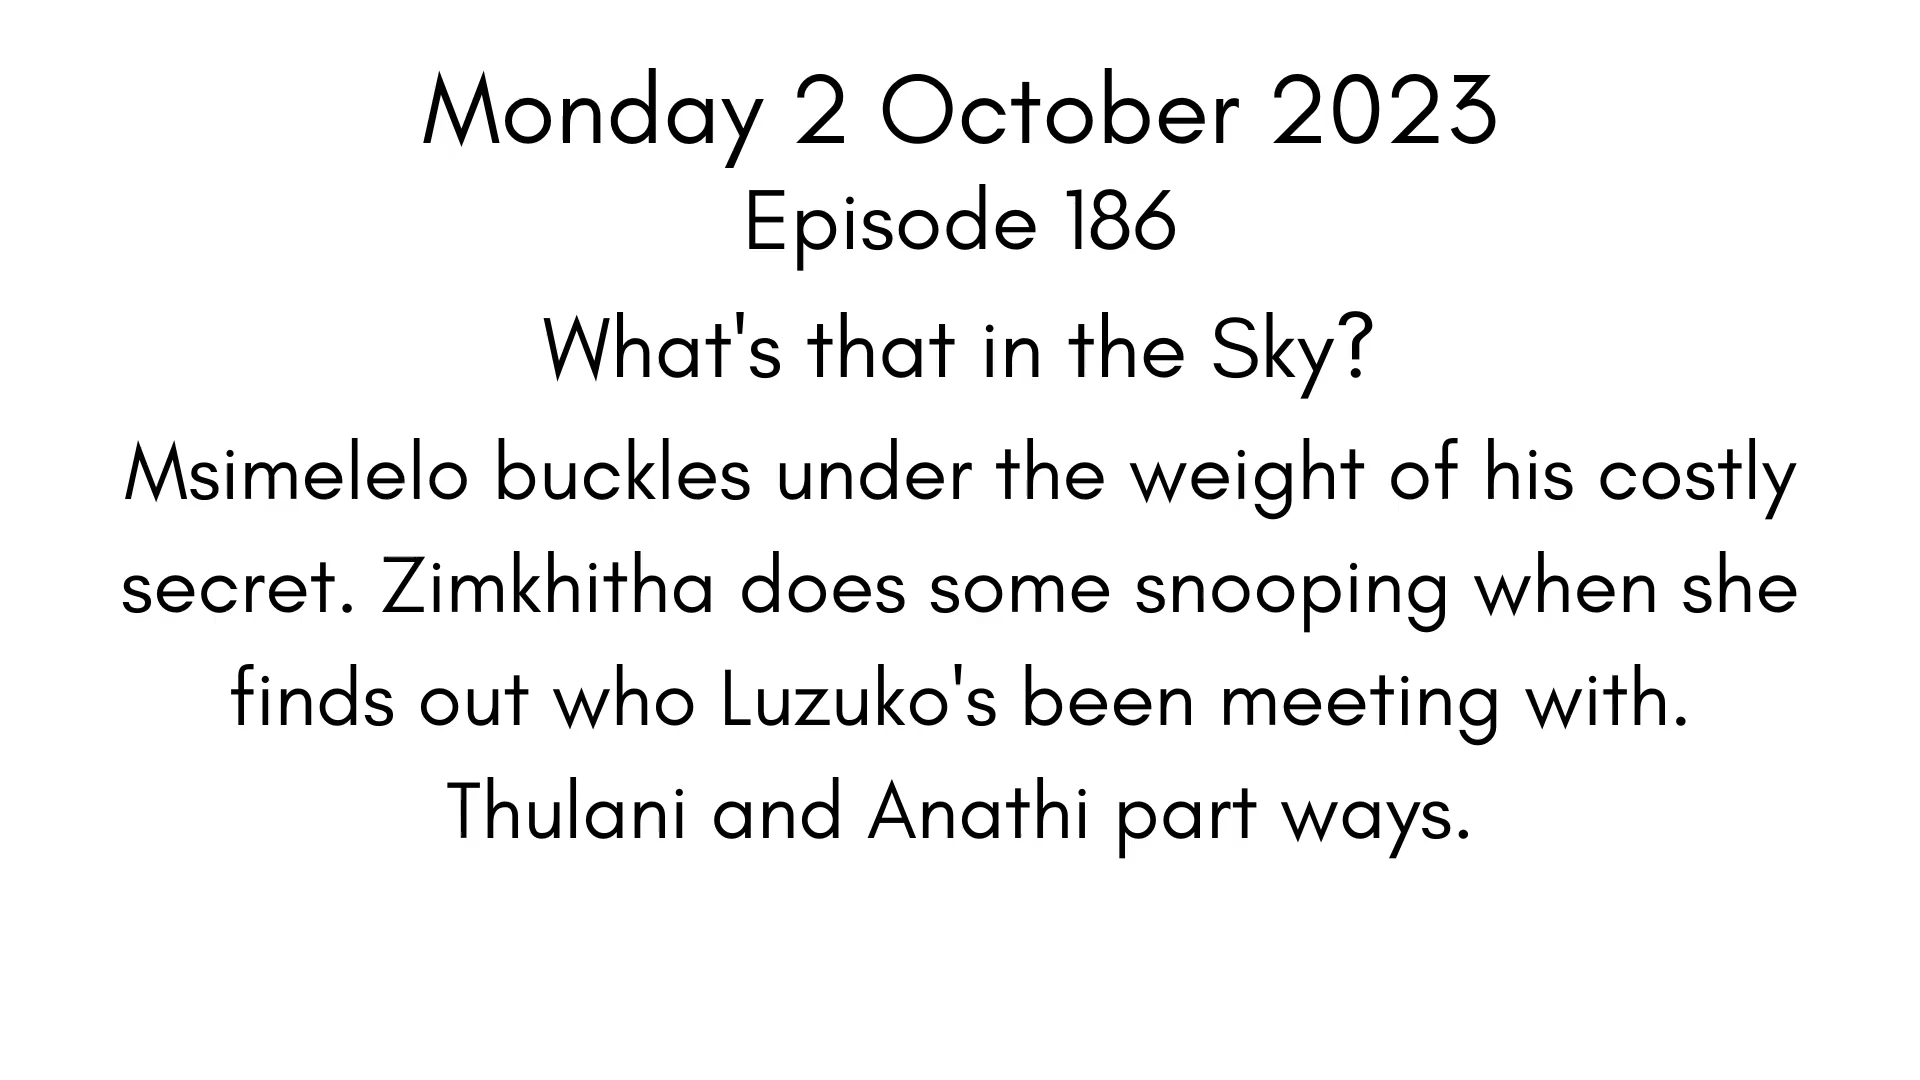 Monday 2 October 2023
Episode 186
What's that in the Sky?
Msimelelo buckles under the weight of his costly
secret. Zimkhitha does some snooping when she
finds out who Luzuko's been meeting with.
Thulani and Anathi part ways.